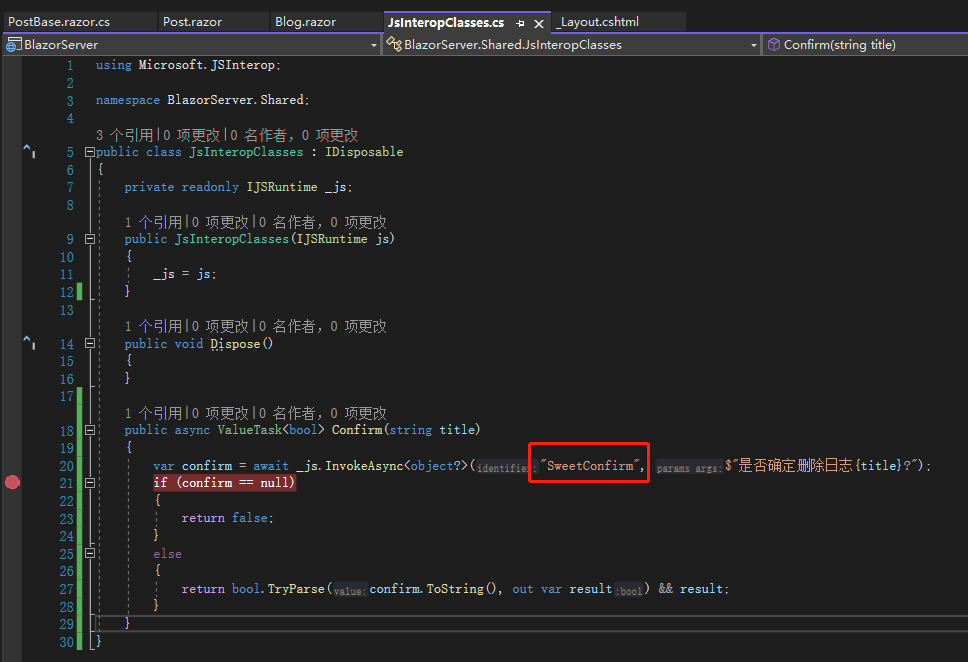 PostBase.razor.cs Post.razor Blog.razor JsInteropClasses.cs _Layout.cshtml
BlazorServer BlazorServer.Shared.JsInteropClasses Confirm(string title)
1 using Microsoft.JSInterop;
2
3 namespace BlazorServer.Shared;
4
3 个引用|0 项更改|0 名作者，0 项更改
5 public class JsInteropClasses : IDisposable
6 {
7 private readonly IJSRuntime _js;
8
1 个引用|0 项更改|0 名作者，0 项更改
9 public JsInteropClasses(IJSRuntime js)
10 {
11 _js = js;
12 }
13
1 个引用|0 项更改|0 名作者，0 项更改
14 public void Dispose()
15 {
16 }
17
1 个引用|0 项更改|0 名作者，0 项更改
18 public async ValueTask<bool> Confirm(string title)
19 {
20 var confirm = await _js.InvokeAsync<object?>(identifier: "SweetConfirm", params args: $"是否确定删除日志{title}?");
21 if (confirm == null)
22 {
23 return false;
24 }
25 else
26 {
27 return bool.TryParse(value: confirm.ToString(), out var result :bool) && result;
28 }
29 }
30 }